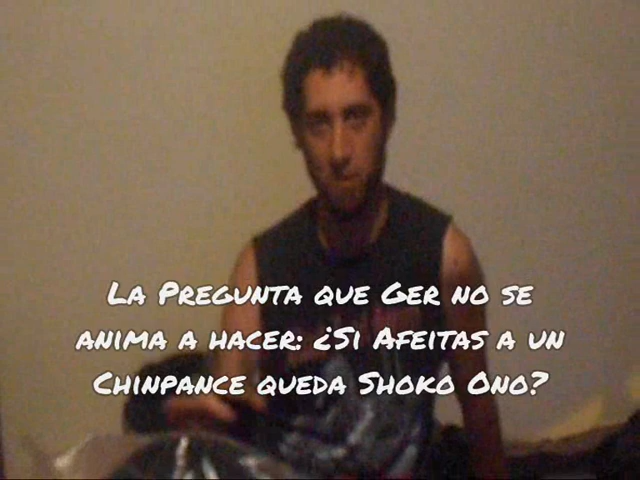 La Pregunta que Ger no se
anima a hacer: ¿Si Afeitas a un
Chinpance queda Shoko Ono?